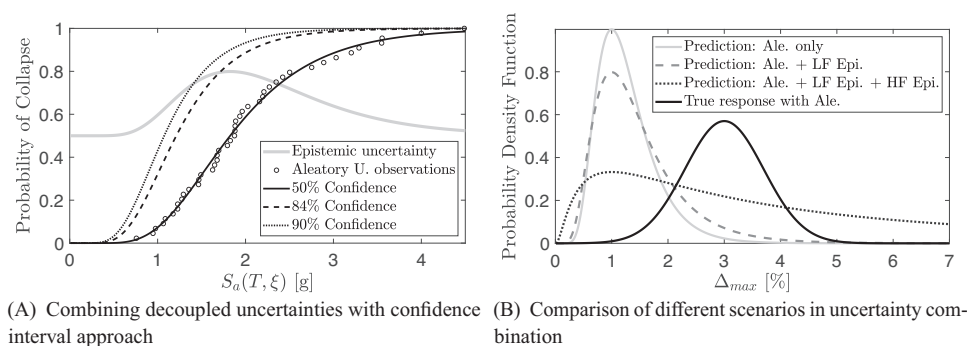 Probability of Collapse
1
0.8
0.6
0.4
0.2
0
0 1 2 3 4
Epistemic uncertainty
Aleatory U. observations
50% Confidence
84% Confidence
90% Confidence
Sₐ(T, ξ) [g]
(A) Combining decoupled uncertainties with confidence
interval approach
Probability Density Function
1
0.8
0.6
0.4
0.2
0
0 1 2 3 4 5 6 7
Prediction: Ale. only
Prediction: Ale. + LF Epi.
Prediction: Ale. + LF Epi. + HF Epi.
True response with Ale.
Δmax [%]
(B) Comparison of different scenarios in uncertainty com-
bination